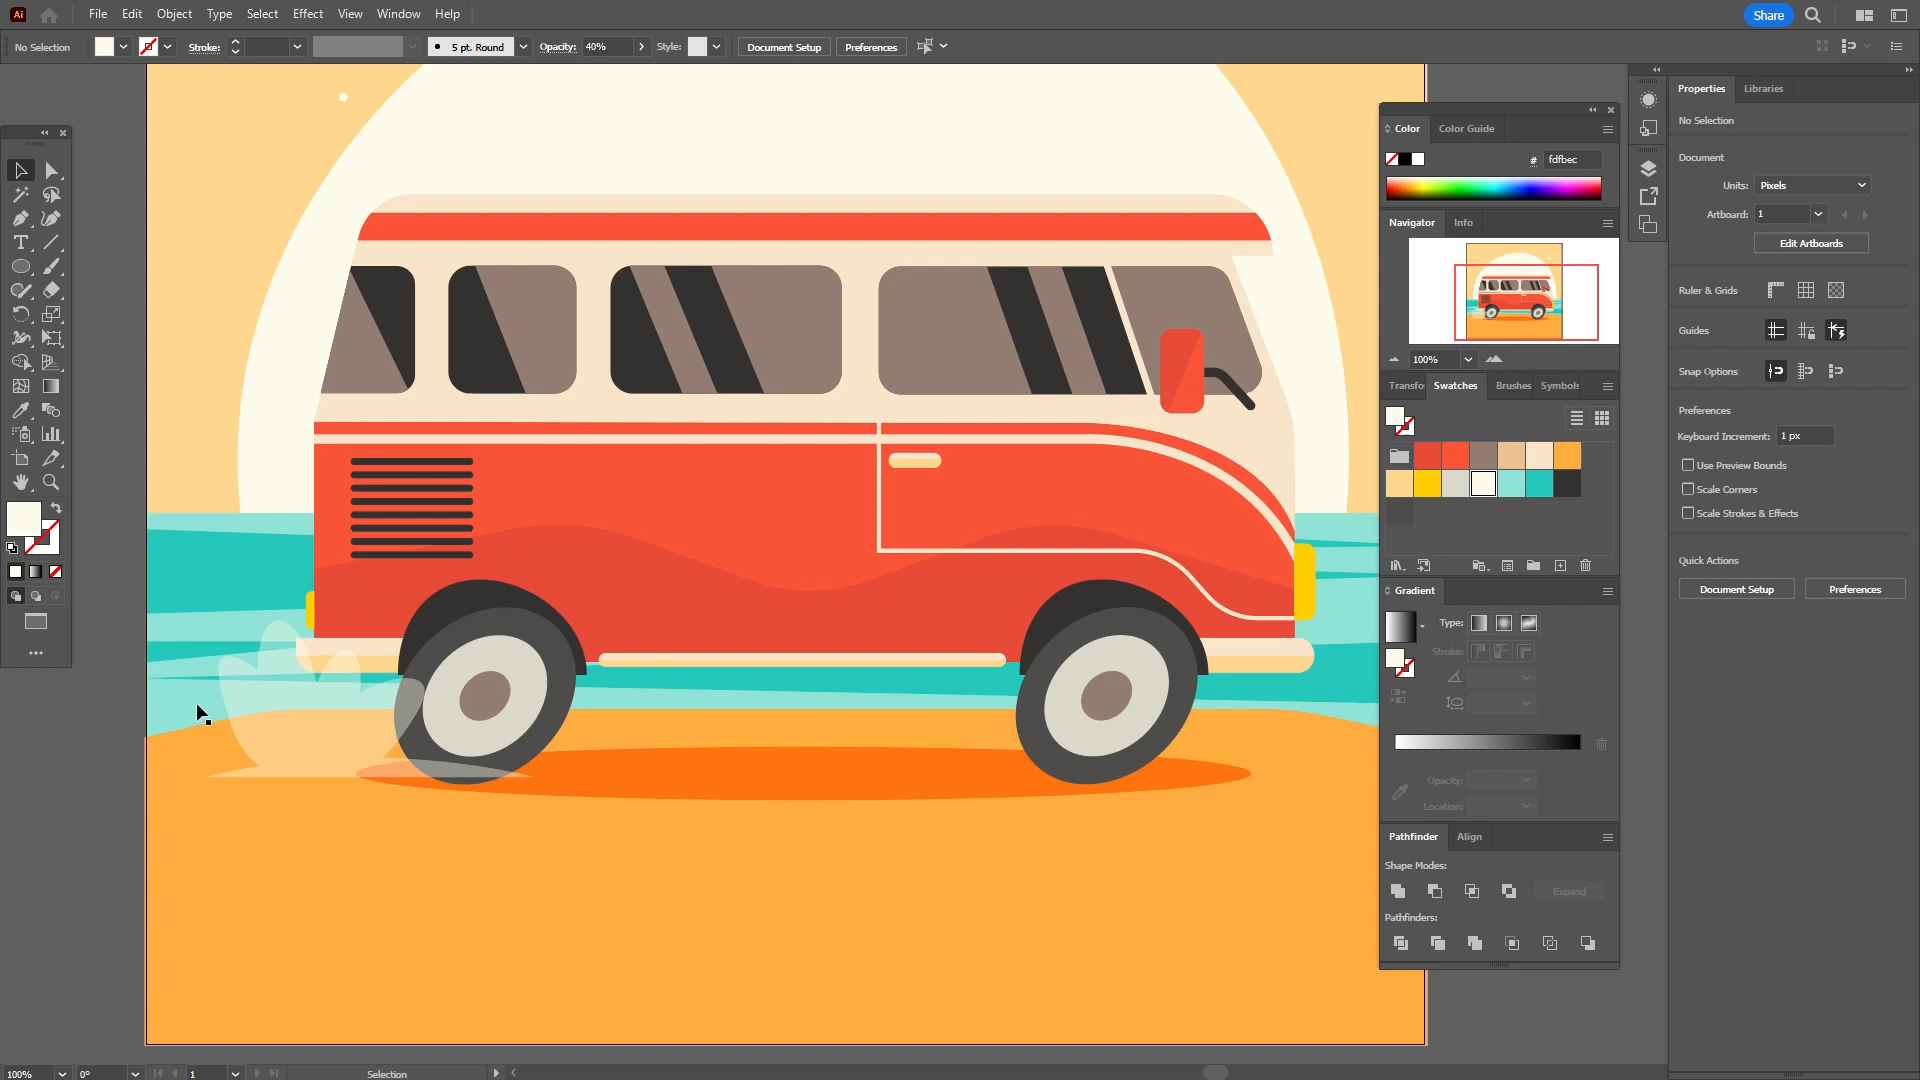 Ai File Edit Object Type Select Effect View Window Help Share
No Selection Stroke: 5 pt. Round Opacity: 40% Style: Document Setup Preferences
Properties Libraries
No Selection
Document
Units: Pixels
Artboard: 1
Edit Artboards
Ruler & Grids
Guides
Snap Options
Preferences
Keyboard Increment: 1 px
Use Preview Bounds
Scale Corners
Scale Strokes & Effects
Quick Actions
Document Setup Preferences
Color Color Guide
# fdfbec
Navigator Info
100%
Transfo Swatches Brushes Symbols
Gradient
Type:
Stroke:
Opacity:
Location:
Pathfinder Align
Shape Modes:
Expand
Pathfinders:
100% 0° 1 Selection